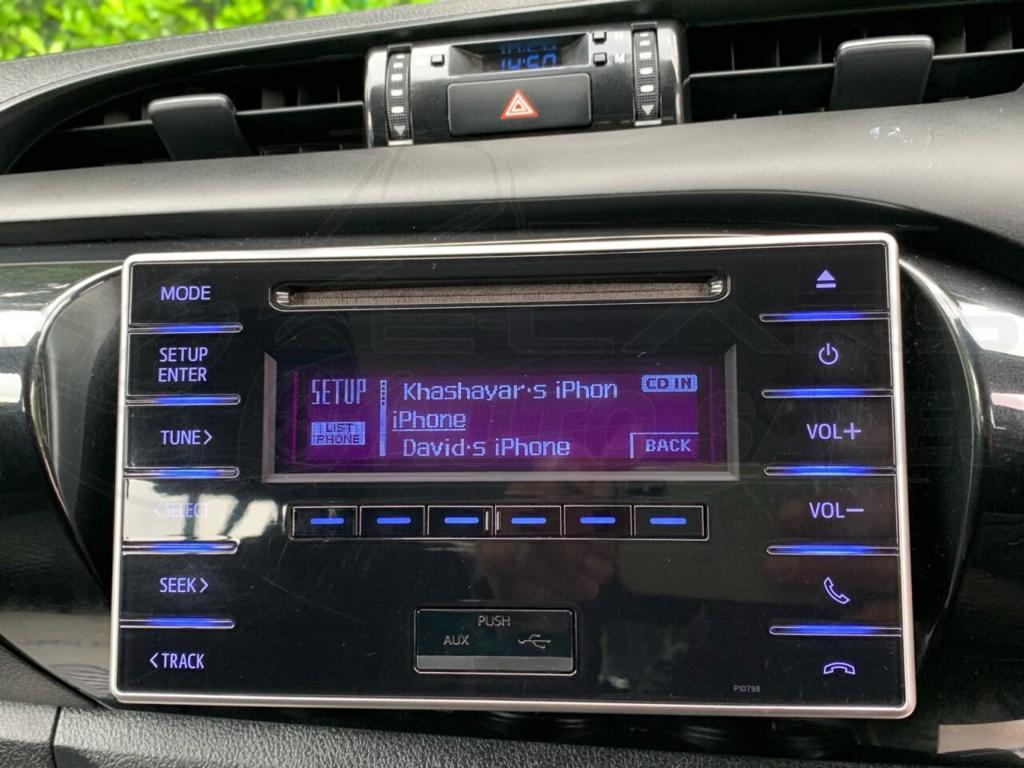 H
14:50
M
MODE
SETUP
ENTER
TUNE>
<SELECT
SEEK>
<TRACK
SETUP
LIST
PHONE
Khashayar's iPhon
iPhone
David's iPhone
CD IN
BACK
VOL+
VOL−
PUSH
AUX
P10798